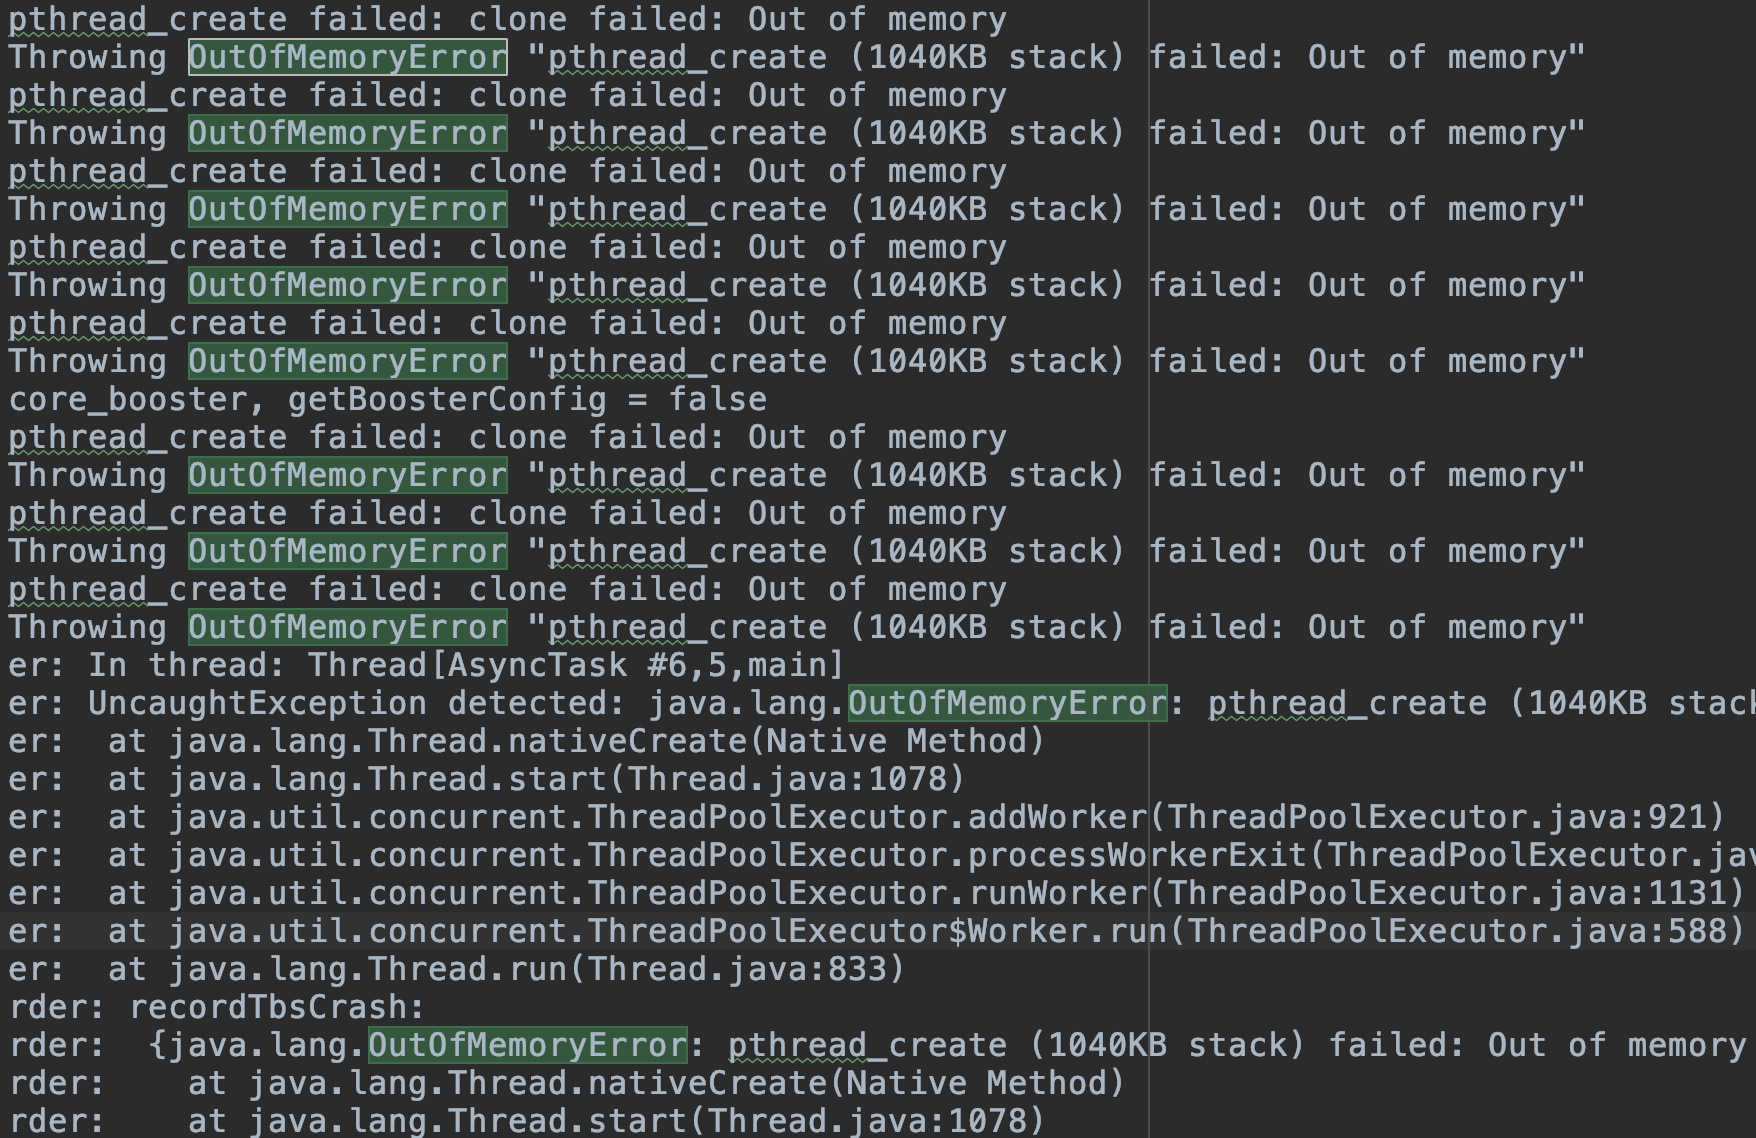 pthread_create failed: clone failed: Out of memory
Throwing OutOfMemoryError "pthread_create (1040KB stack) failed: Out of memory"
pthread_create failed: clone failed: Out of memory
Throwing OutOfMemoryError "pthread_create (1040KB stack) failed: Out of memory"
pthread_create failed: clone failed: Out of memory
Throwing OutOfMemoryError "pthread_create (1040KB stack) failed: Out of memory"
pthread_create failed: clone failed: Out of memory
Throwing OutOfMemoryError "pthread_create (1040KB stack) failed: Out of memory"
pthread_create failed: clone failed: Out of memory
Throwing OutOfMemoryError "pthread_create (1040KB stack) failed: Out of memory"
core_booster, getBoosterConfig = false
pthread_create failed: clone failed: Out of memory
Throwing OutOfMemoryError "pthread_create (1040KB stack) failed: Out of memory"
pthread_create failed: clone failed: Out of memory
Throwing OutOfMemoryError "pthread_create (1040KB stack) failed: Out of memory"
pthread_create failed: clone failed: Out of memory
Throwing OutOfMemoryError "pthread_create (1040KB stack) failed: Out of memory"
er: In thread: Thread[AsyncTask #6,5,main]
er: UncaughtException detected: java.lang.OutOfMemoryError: pthread_create (1040KB stack
er:  at java.lang.Thread.nativeCreate(Native Method)
er:  at java.lang.Thread.start(Thread.java:1078)
er:  at java.util.concurrent.ThreadPoolExecutor.addWorker(ThreadPoolExecutor.java:921)
er:  at java.util.concurrent.ThreadPoolExecutor.processWorkerExit(ThreadPoolExecutor.jav
er:  at java.util.concurrent.ThreadPoolExecutor.runWorker(ThreadPoolExecutor.java:1131)
er:  at java.util.concurrent.ThreadPoolExecutor$Worker.run(ThreadPoolExecutor.java:588)
er:  at java.lang.Thread.run(Thread.java:833)
rder: recordTbsCrash:
rder:  {java.lang.OutOfMemoryError: pthread_create (1040KB stack) failed: Out of memory
rder:    at java.lang.Thread.nativeCreate(Native Method)
rder:    at java.lang.Thread.start(Thread.java:1078)